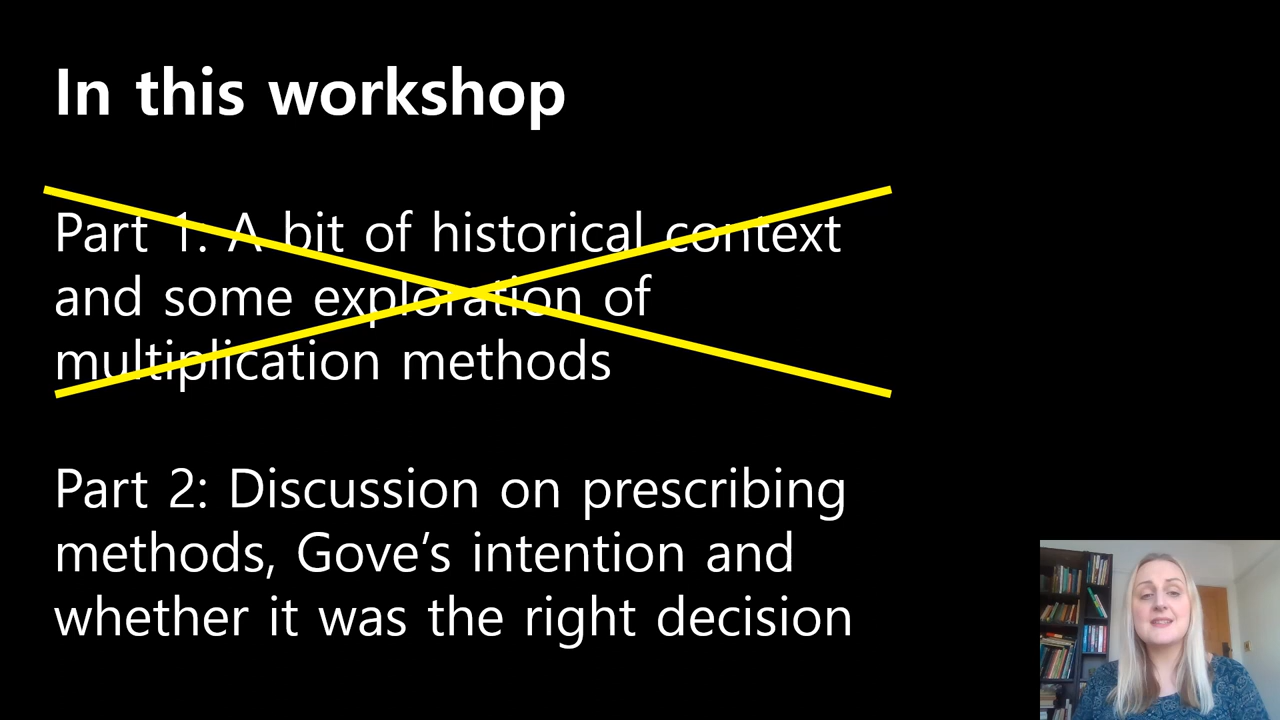 In this workshop
Part 1: A bit of historical context
and some exploration of
multiplication methods
Part 2: Discussion on prescribing
methods, Gove’s intention and
whether it was the right decision